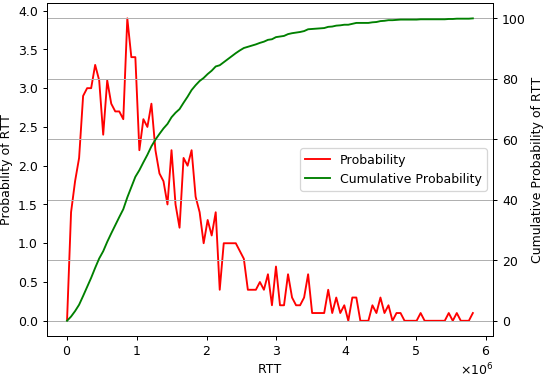 4.0
3.5
3.0
2.5
2.0
1.5
1.0
0.5
0.0
Probability of RTT
100
80
60
40
20
0
Cumulative Probability of RTT
Probability
Cumulative Probability
0 1 2 3 4 5 6
RTT
×10⁶